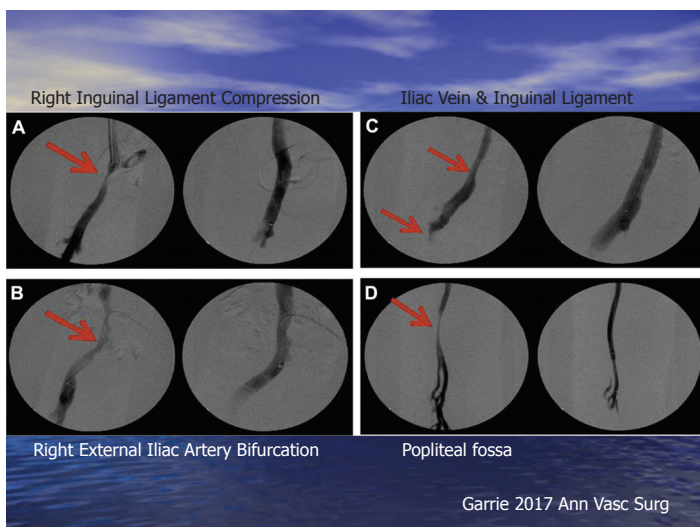 Right Inguinal Ligament Compression
Iliac Vein & Inguinal Ligament
A
C
B
D
Right External Iliac Artery Bifurcation
Popliteal fossa
Garrie 2017 Ann Vasc Surg